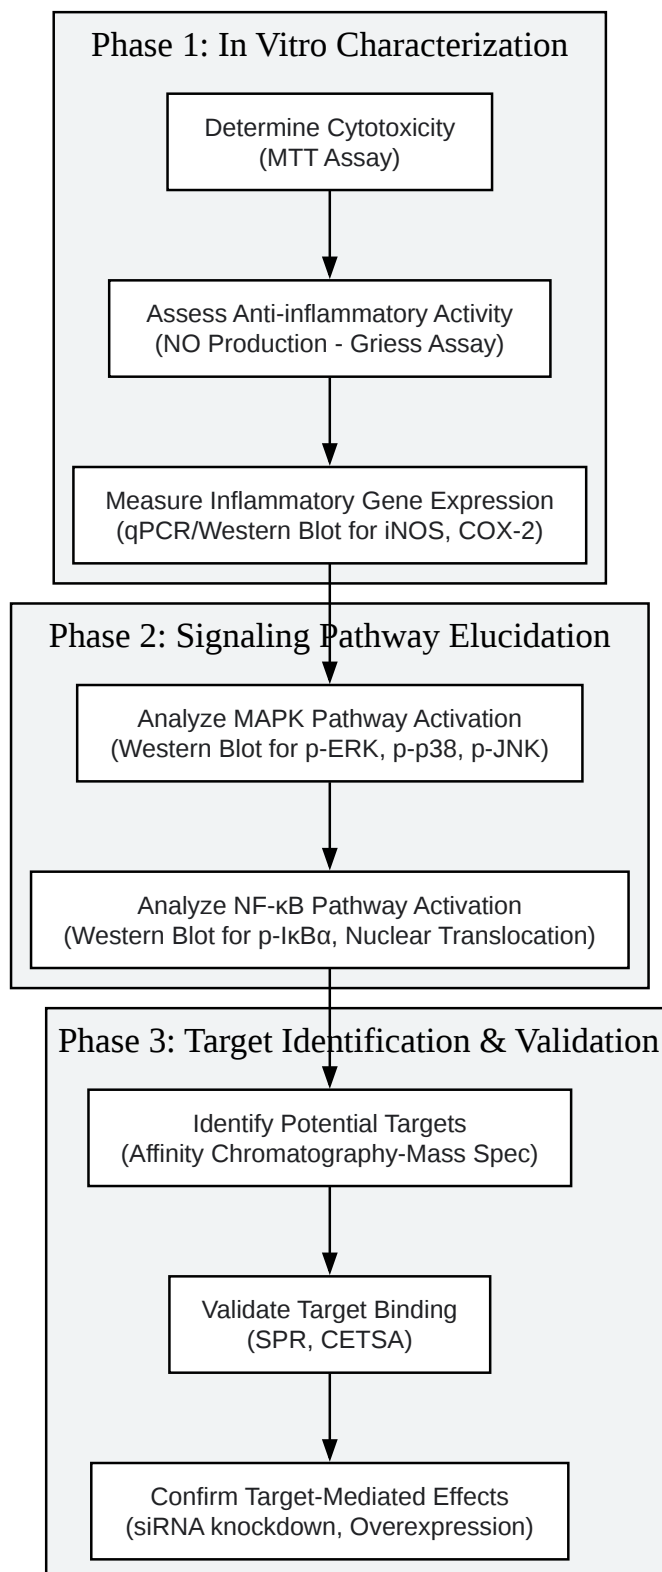 Phase 1: In Vitro Characterization
Determine Cytotoxicity
(MTT Assay)
Assess Anti-inflammatory Activity
(NO Production - Griess Assay)
Measure Inflammatory Gene Expression
(qPCR/Western Blot for iNOS, COX-2)
Phase 2: Signaling Pathway Elucidation
Analyze MAPK Pathway Activation
(Western Blot for p-ERK, p-p38, p-JNK)
Analyze NF-κB Pathway Activation
(Western Blot for p-IκBα, Nuclear Translocation)
Phase 3: Target Identification & Validation
Identify Potential Targets
(Affinity Chromatography-Mass Spec)
Validate Target Binding
(SPR, CETSA)
Confirm Target-Mediated Effects
(siRNA knockdown, Overexpression)